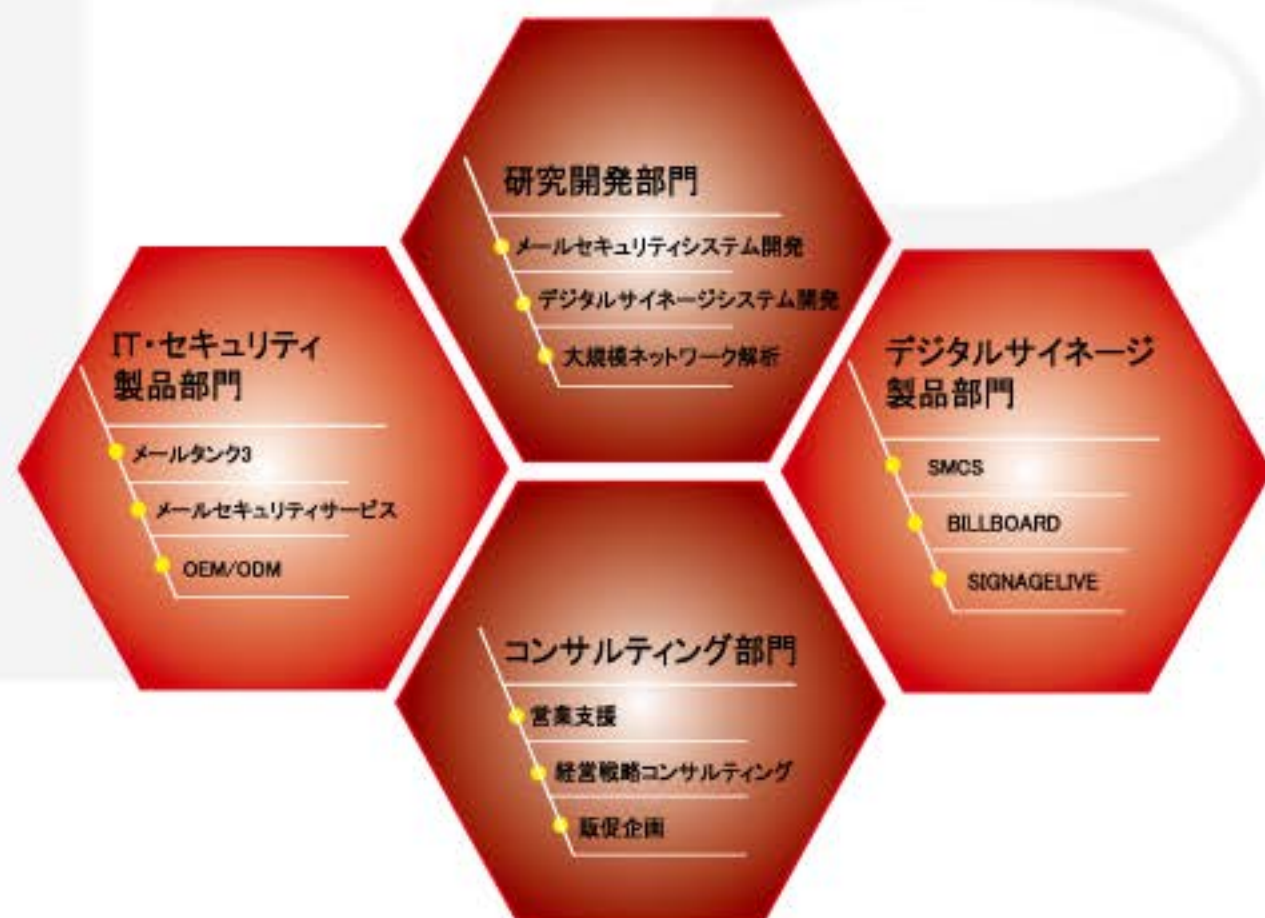 研究開発部門
メールセキュリティシステム開発
デジタルサイネージシステム開発
大規模ネットワーク解析
IT・セキュリティ
製品部門
メールタンク3
メールセキュリティサービス
OEM/ODM
デジタルサイネージ
製品部門
SMCS
BILLBOARD
SIGNAGELIVE
コンサルティング部門
営業支援
経営戦略コンサルティング
販促企画